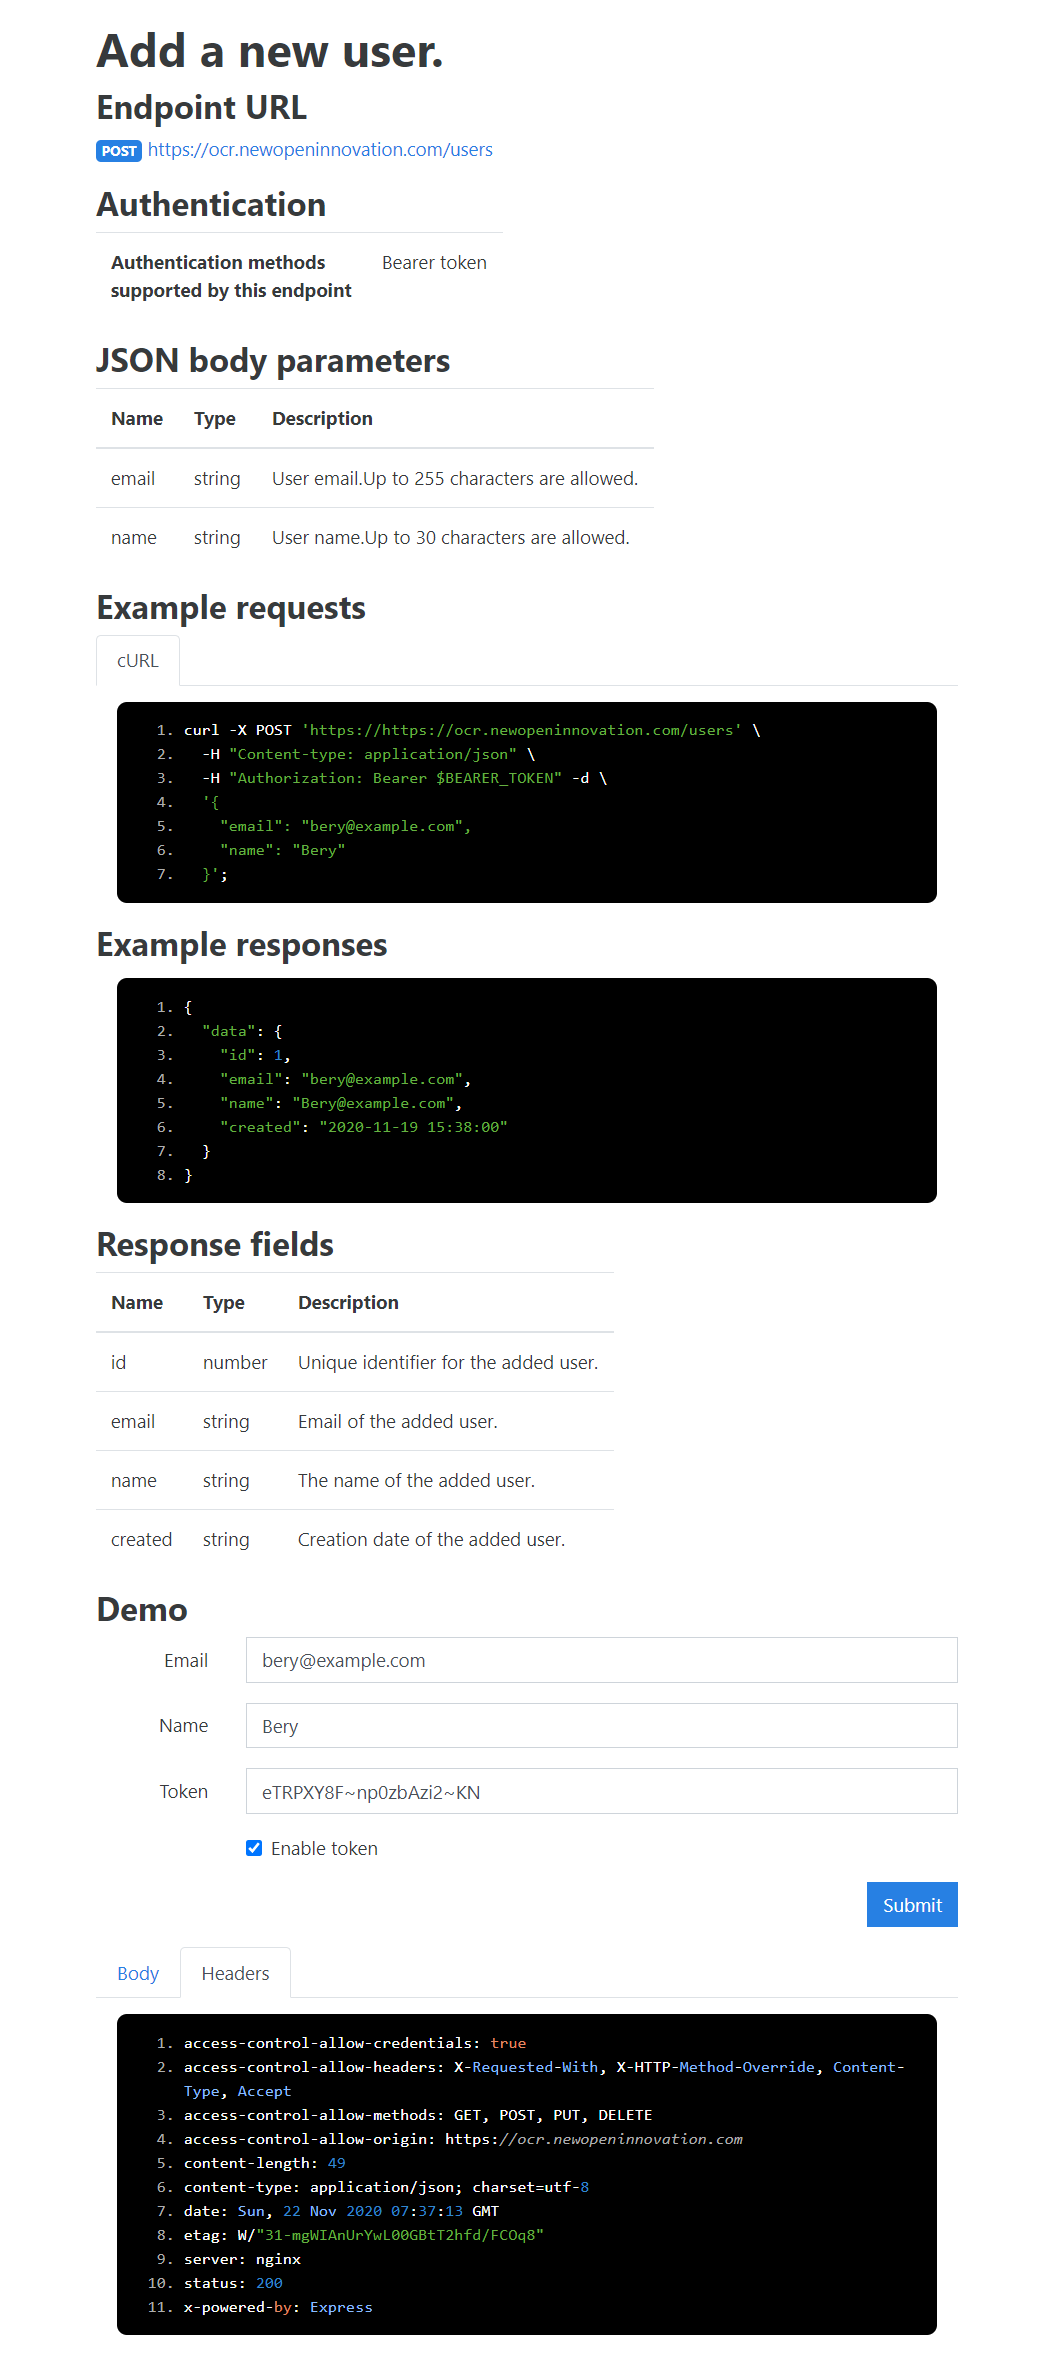 Add a new user.
Endpoint URL
POST https://ocr.newopeninnovation.com/users
Authentication
Authentication methods supported by this endpoint Bearer token
JSON body parameters
Name Type Description
email string User email.Up to 255 characters are allowed.
name string User name.Up to 30 characters are allowed.
Example requests
cURL
1. curl -X POST 'https://https://ocr.newopeninnovation.com/users' \
2. -H "Content-type: application/json" \
3. -H "Authorization: Bearer $BEARER_TOKEN" -d \
4. '{
5. "email": "bery@example.com",
6. "name": "Bery"
7. }';
Example responses
1. {
2. "data": {
3. "id": 1,
4. "email": "bery@example.com",
5. "name": "Bery@example.com",
6. "created": "2020-11-19 15:38:00"
7. }
8. }
Response fields
Name Type Description
id number Unique identifier for the added user.
email string Email of the added user.
name string The name of the added user.
created string Creation date of the added user.
Demo
Email bery@example.com
Name Bery
Token eTRPXY8F~np0zbAzi2~KN
Enable token
Submit
Body Headers
1. access-control-allow-credentials: true
2. access-control-allow-headers: X-Requested-With, X-HTTP-Method-Override, Content-
Type, Accept
3. access-control-allow-methods: GET, POST, PUT, DELETE
4. access-control-allow-origin: https://ocr.newopeninnovation.com
5. content-length: 49
6. content-type: application/json; charset=utf-8
7. date: Sun, 22 Nov 2020 07:37:13 GMT
8. etag: W/"31-mgWIAnUrYwL00GBtT2hfd/FCOq8"
9. server: nginx
10. status: 200
11. x-powered-by: Express